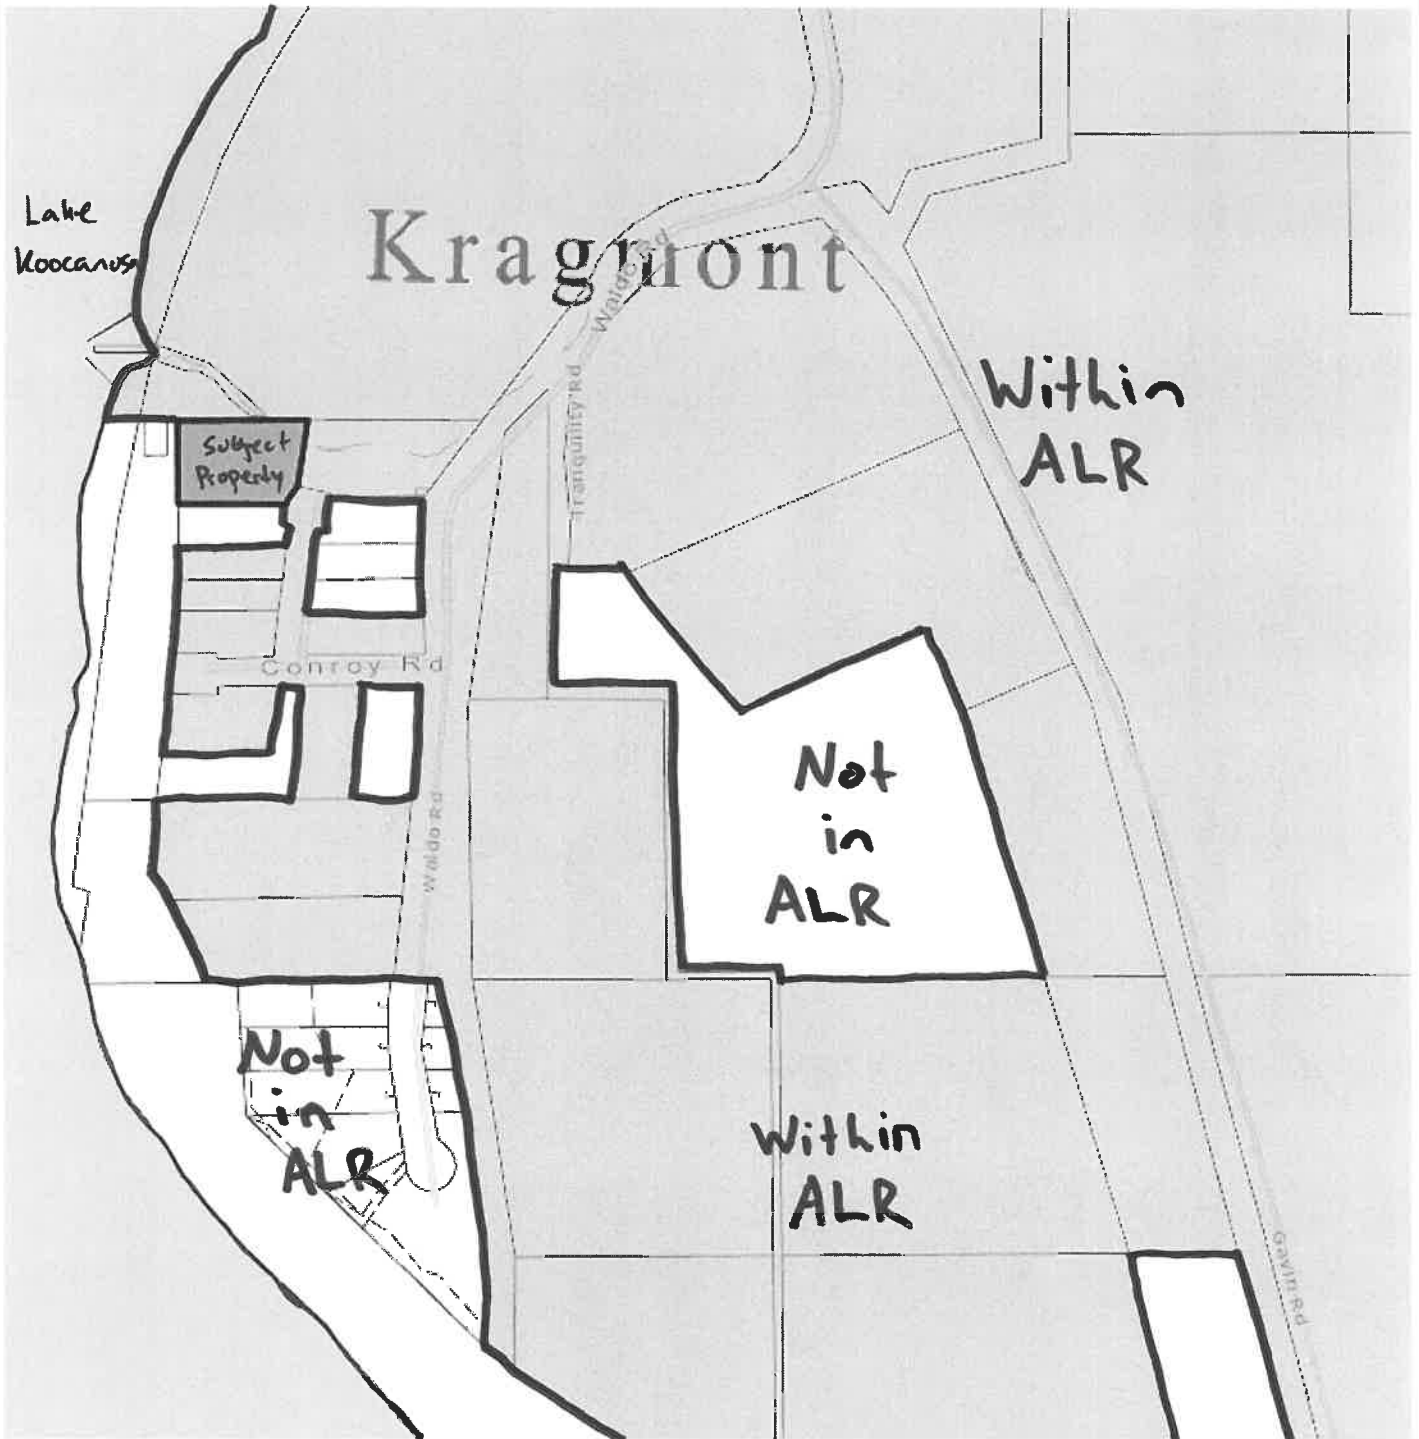 Lake
Koocanusa
Kragmont
Waldo Rd
Tranquility Rd
Within
ALR
Subject
Property
Conroy Rd
Not
in
ALR
Waldo Rd
Not
in
ALR
Within
ALR
Gavin Rd